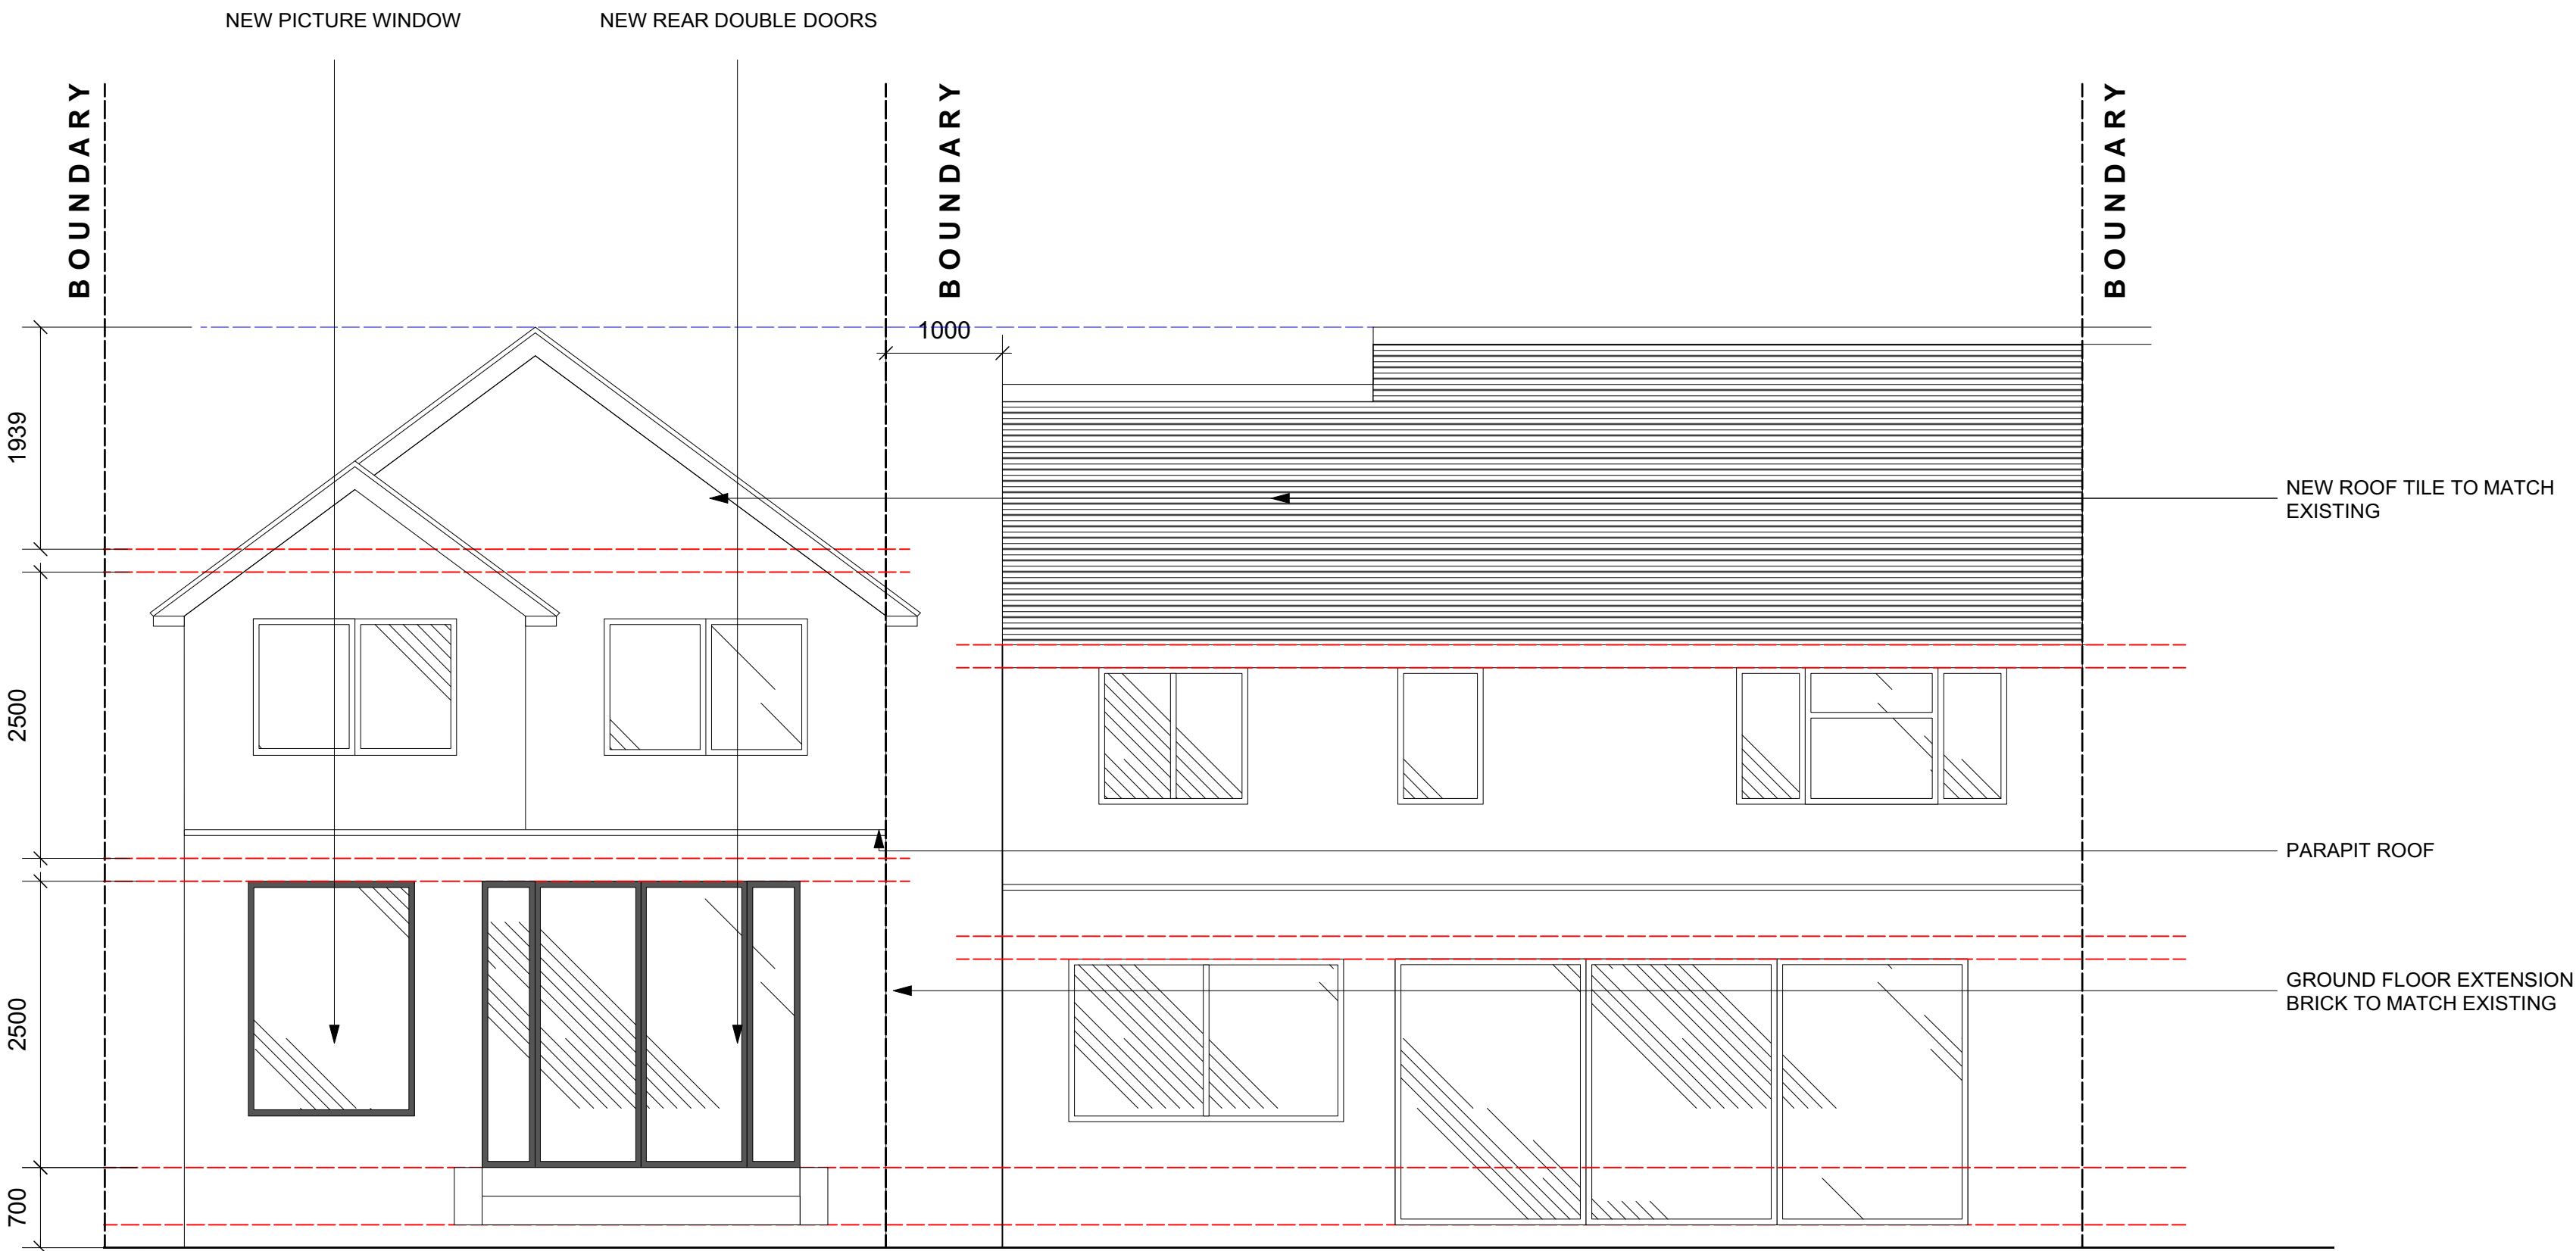 NEW PICTURE WINDOW
NEW REAR DOUBLE DOORS
BOUNDARY
BOUNDARY
BOUNDARY
1000
1939
NEW ROOF TILE TO MATCH
EXISTING
2500
PARAPIT ROOF
2500
GROUND FLOOR EXTENSION
BRICK TO MATCH EXISTING
700